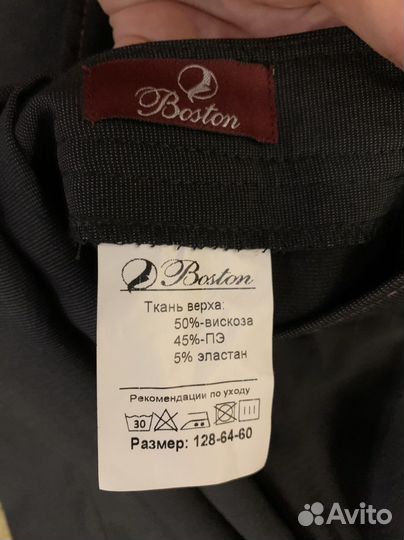 Boston
Boston
Ткань верха:
50%-вискоза
45%-ПЭ
5% эластан
Рекомендации по уходу
30
Размер: 128-64-60
Avito